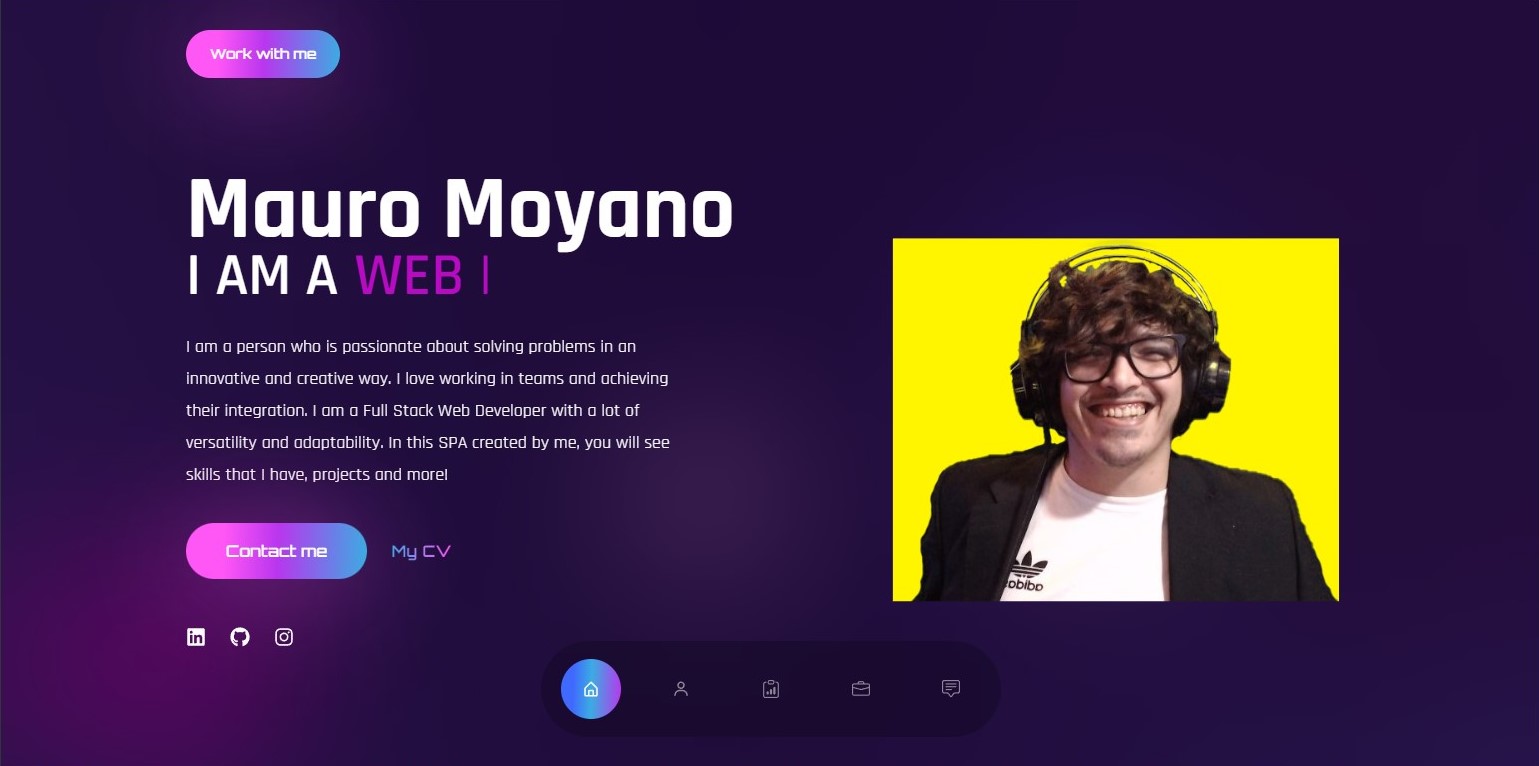 Work with me
Mauro Moyano
I AM A WEB |
I am a person who is passionate about solving problems in an
innovative and creative way. I love working in teams and achieving
their integration. I am a Full Stack Web Developer with a lot of
versatility and adaptability. In this SPA created by me, you will see
skills that I have, projects and more!
Contact me
My CV
in